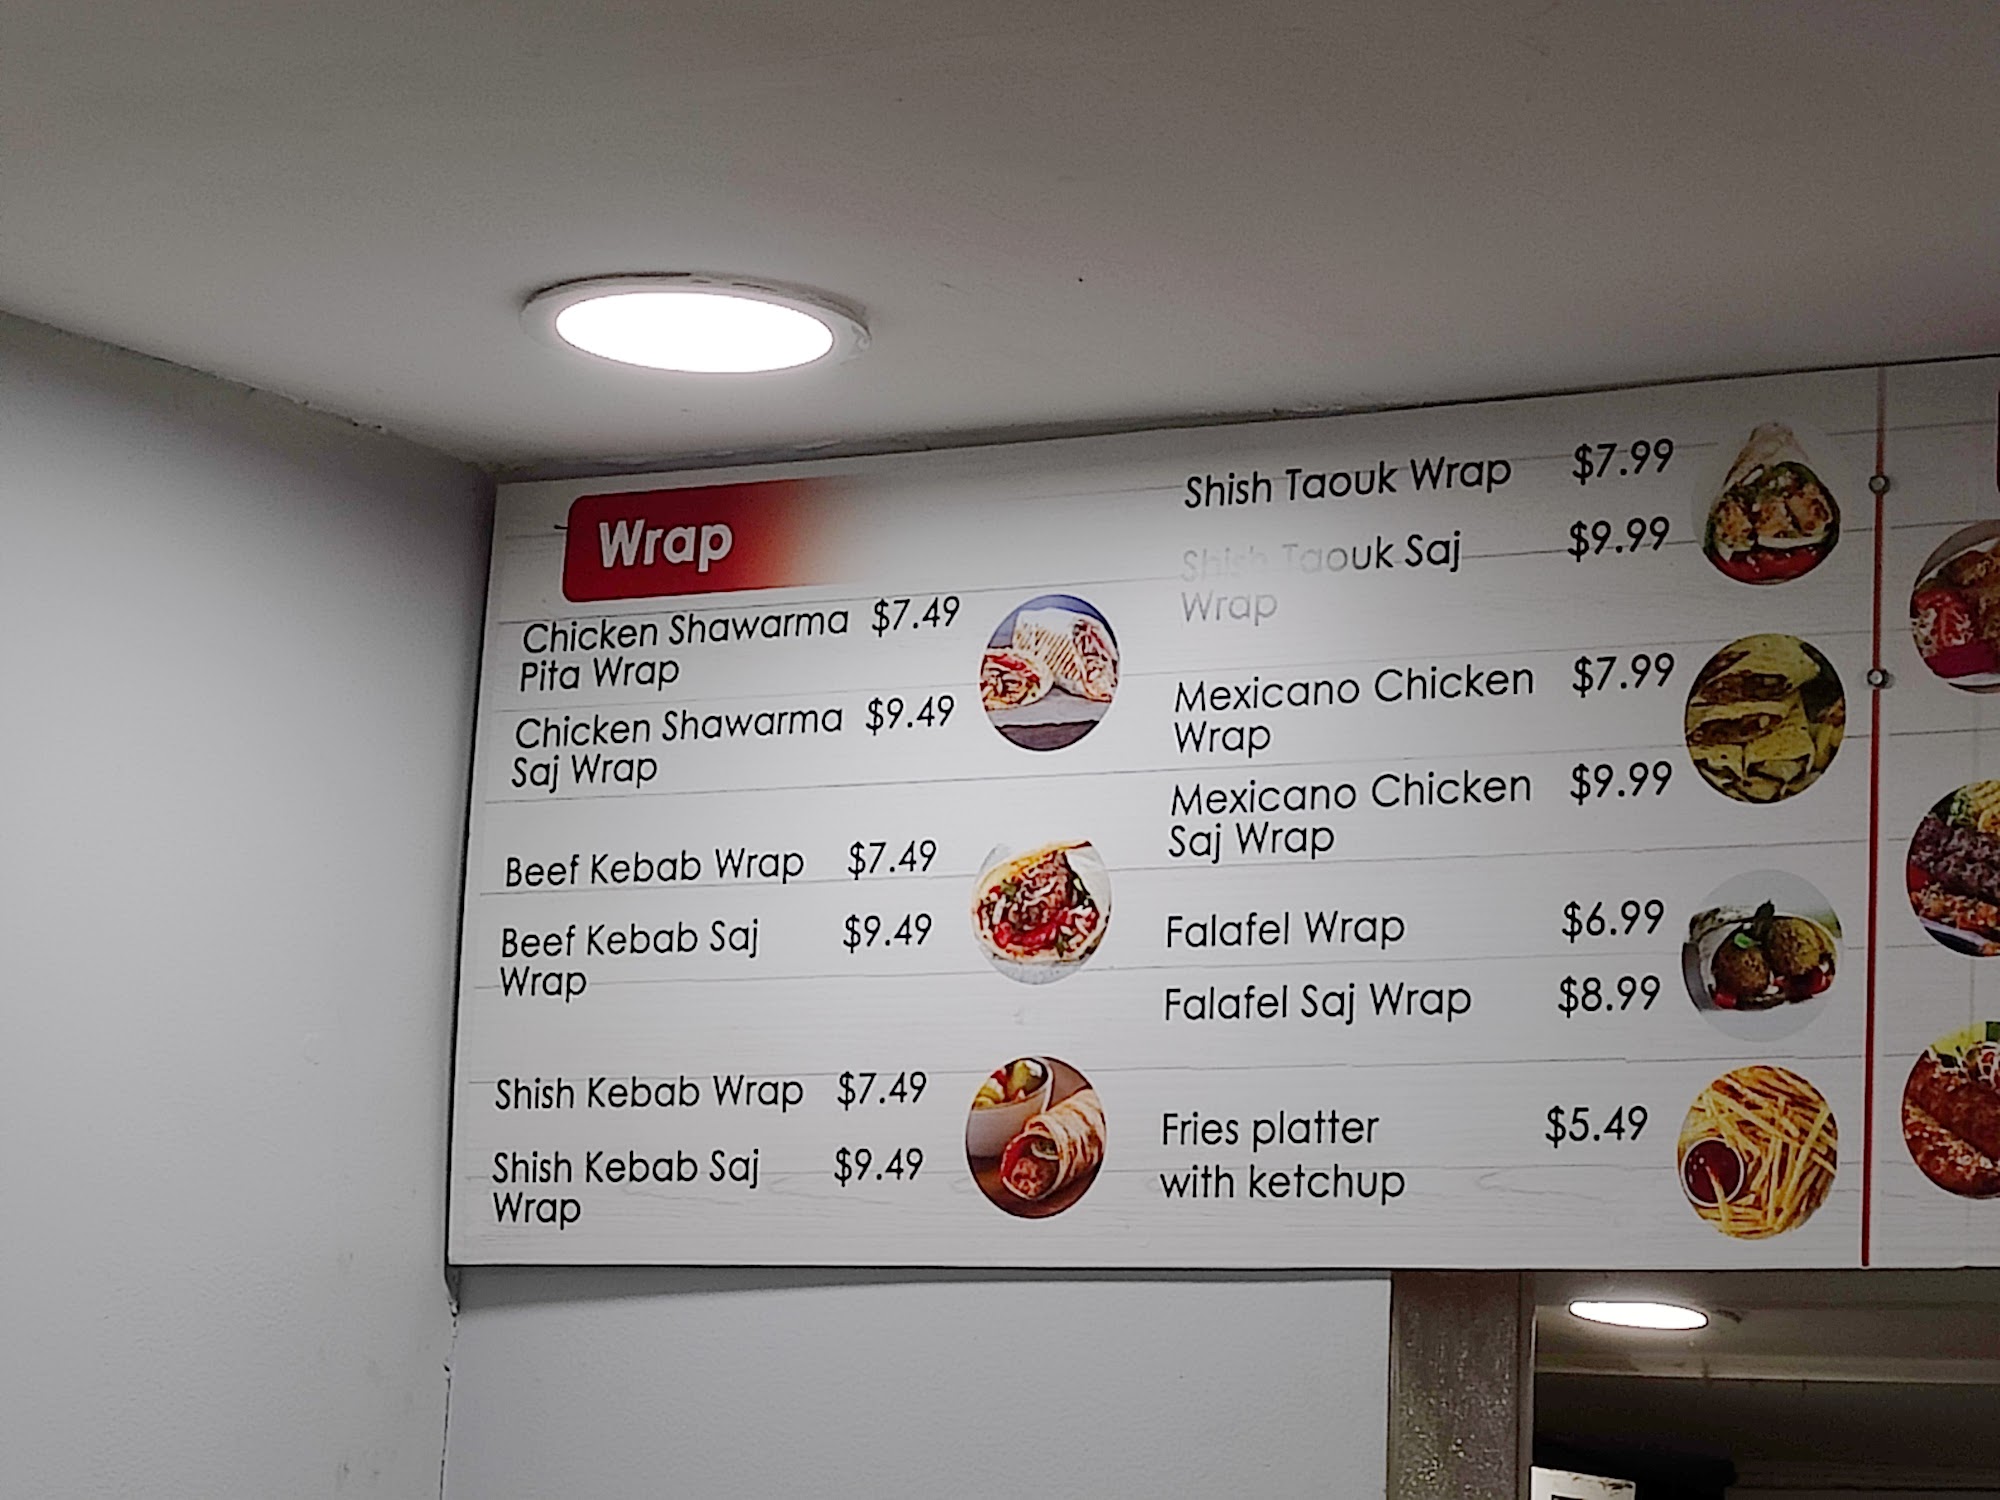 Wrap
Chicken Shawarma $7.49
Pita Wrap
Chicken Shawarma $9.49
Saj Wrap
Beef Kebab Wrap $7.49
Beef Kebab Saj $9.49
Wrap
Shish Kebab Wrap $7.49
Shish Kebab Saj $9.49
Wrap
Shish Taouk Wrap $7.99
Shish Taouk Saj $9.99
Wrap
Mexicano Chicken $7.99
Wrap
Mexicano Chicken $9.99
Saj Wrap
Falafel Wrap $6.99
Falafel Saj Wrap $8.99
Fries platter $5.49
with ketchup